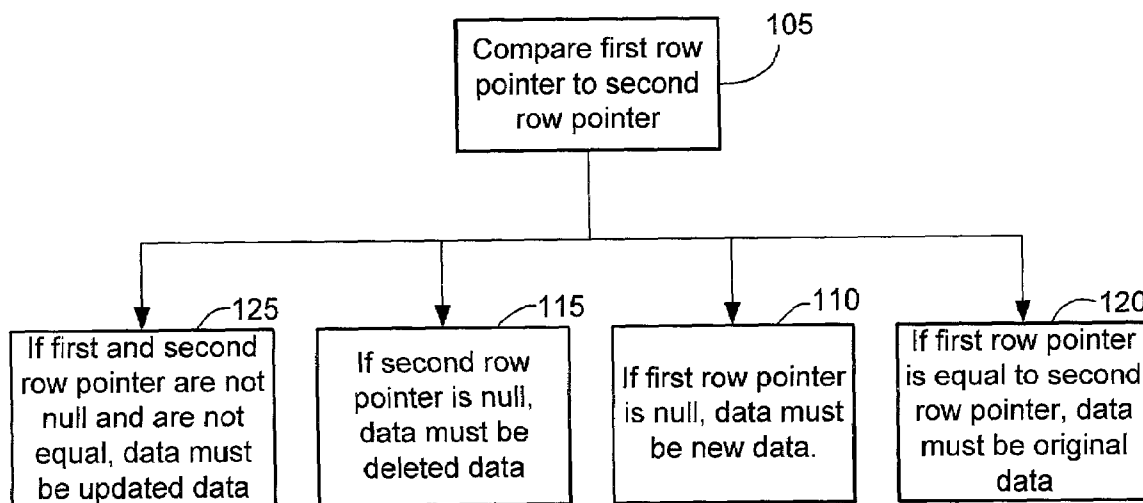 105
Compare first row
pointer to second
row pointer
125
If first and second
row pointer are not
null and are not
equal, data must
be updated data
115
If second row
pointer is null,
data must be
deleted data
110
If first row pointer
is null, data must
be new data.
120
If first row pointer
is equal to second
row pointer, data
must be original
data